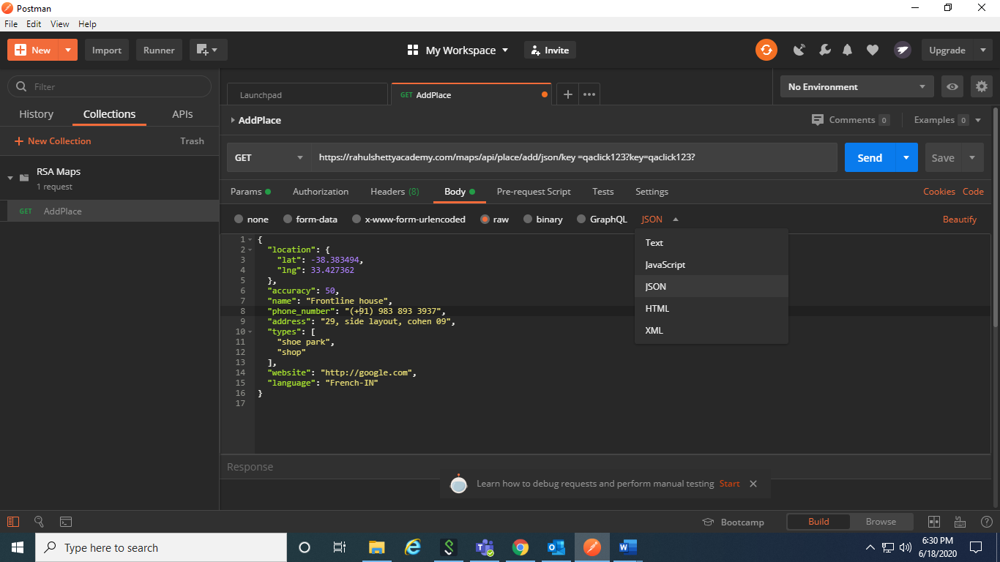 Postman
File Edit View Help
New Import Runner My Workspace Invite Upgrade
Filter
Launchpad GET AddPlace No Environment
History Collections APIs
AddPlace Comments 0 Examples 0
New Collection Trash
GET https://rahulshettyacademy.com/maps/api/place/add/json/key =qaclick123?key=qaclick123? Send Save
RSA Maps
1 request
Params Authorization Headers (8) Body Pre-request Script Tests Settings Cookies Code
GET AddPlace
none form-data x-www-form-urlencoded raw binary GraphQL JSON Beautify
Text
JavaScript
JSON
HTML
XML
1 {
2 "location": {
3 "lat": -38.383494,
4 "lng": 33.427362
5 },
6 "accuracy": 50,
7 "name": "Frontline house",
8 "phone_number": "(+91) 983 893 3937",
9 "address": "29, side layout, cohen 09",
10 "types": [
11 "shoe park",
12 "shop"
13 ],
14 "website": "http://google.com",
15 "language": "French-IN"
16 }
17
Response
Learn how to debug requests and perform manual testing Start
Bootcamp Build Browse
Type here to search
6:30 PM
6/18/2020